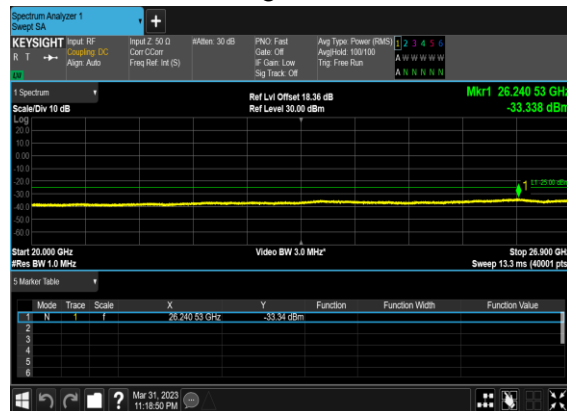 Spectrum Analyzer 1
Swept SA
KEYSIGHT
R T
Input: RF
Coupling: DC
Align: Auto
Input Z: 50 Ω
Corr CCorr
Freq Ref: Int (S)
#Atten: 30 dB
PNO: Fast
Gate: Off
IF Gain: Low
Sig Track: Off
Avg Type: Power (RMS)
Avg|Hold: 100/100
Trig: Free Run
1 2 3 4 5 6
A W W W W W
A N N N N N
1 Spectrum
Scale/Div 10 dB
Ref Lvl Offset 18.36 dB
Ref Level 30.00 dBm
Mkr1 26.240 53 GHz
-33.338 dBm
Log
20.0
10.0
0.00
-10.0
-20.0
-30.0
-40.0
-50.0
-60.0
1
Start 20.000 GHz
#Res BW 1.0 MHz
Video BW 3.0 MHz*
Stop 26.900 GHz
Sweep 13.3 ms (40001 pts
5 Marker Table
Mode Trace Scale X Y Function Function Width Function Value
1 N 1 f 26.240 53 GHz -33.34 dBm
2
3
4
5
6
?
Mar 31, 2023
11:18:50 PM